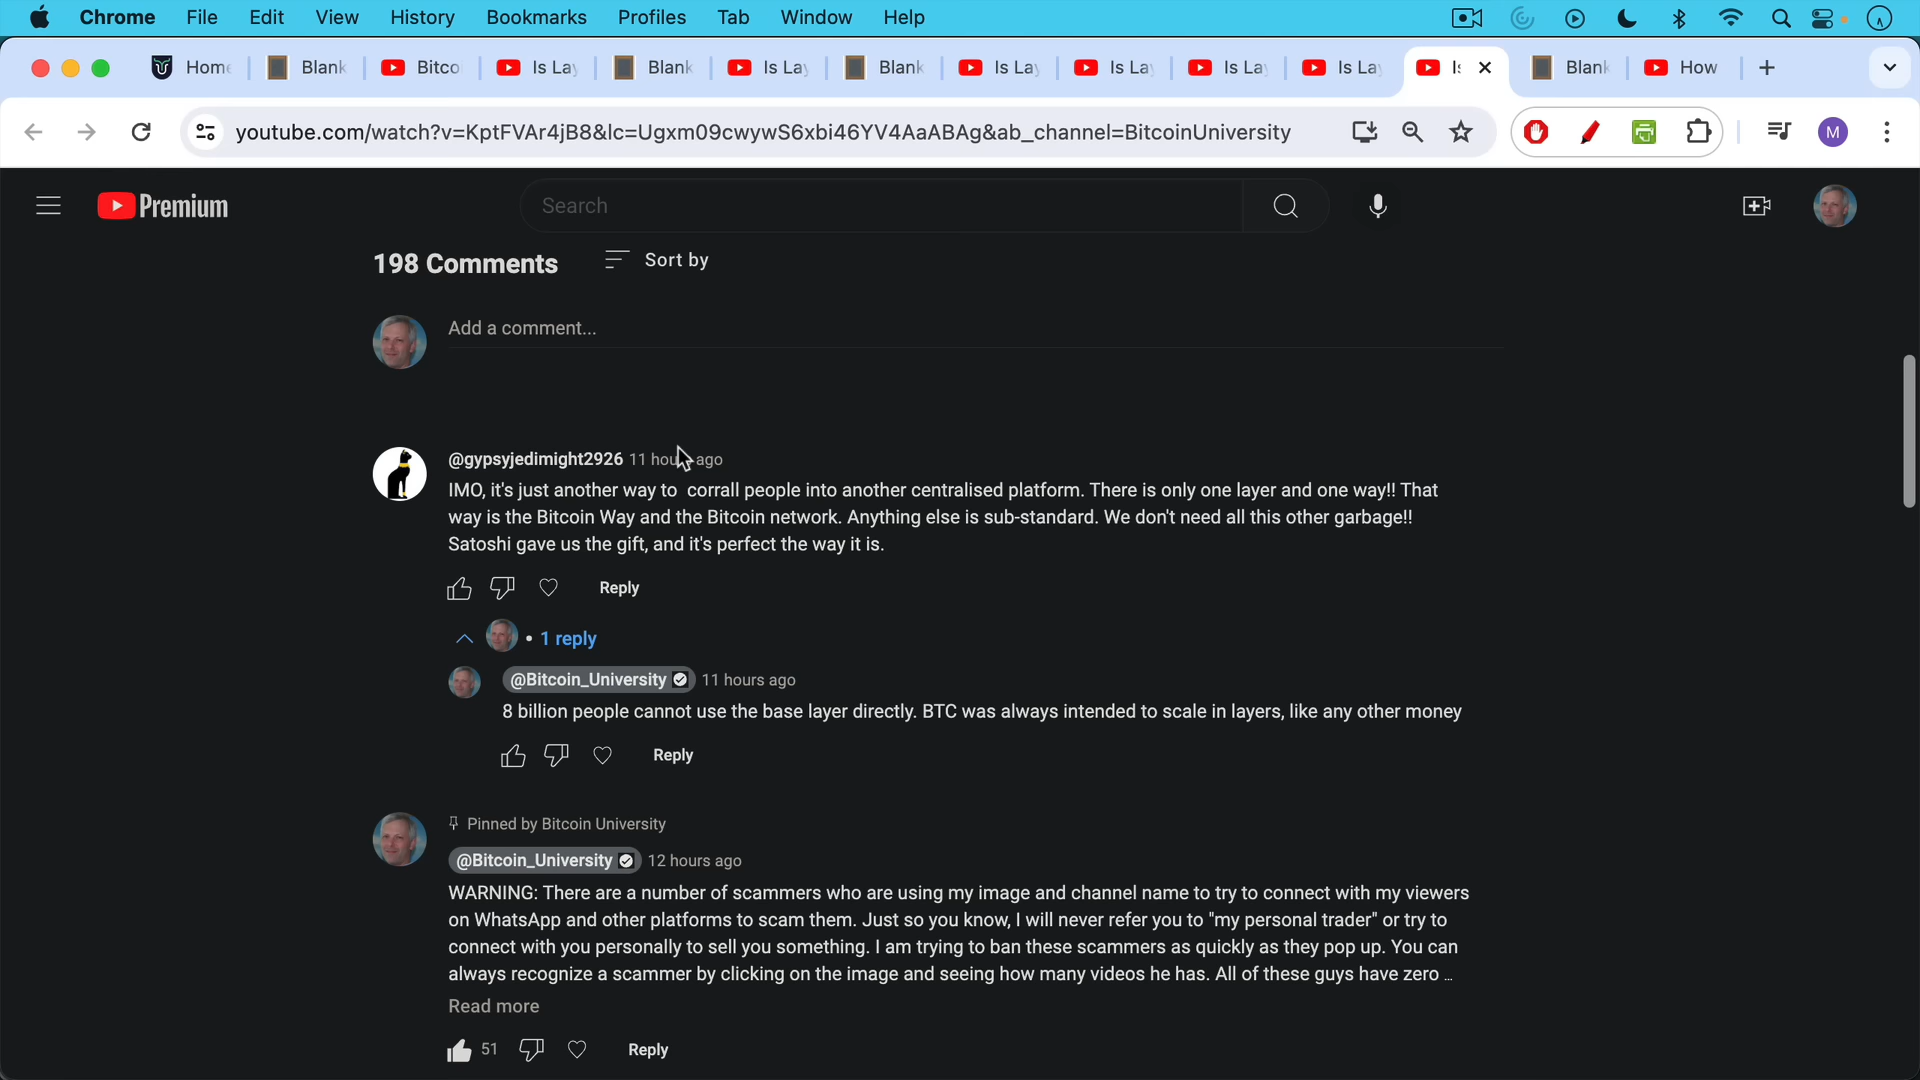 Chrome File Edit View History Bookmarks Profiles Tab Window Help
Home Blank Bitco Is Lay Blank Is Lay Blank Is Lay Is Lay Is Lay Is Lay Is Blank How
youtube.com/watch?v=KptFVAr4jB8&lc=Ugxm09cwywS6xbi46YV4AaABAg&ab_channel=BitcoinUniversity
M
Premium
Search
198 Comments Sort by
Add a comment...
@gypsyjedimight2926 11 hours ago
IMO, it's just another way to corrall people into another centralised platform. There is only one layer and one way!! That
way is the Bitcoin Way and the Bitcoin network. Anything else is sub-standard. We don't need all this other garbage!!
Satoshi gave us the gift, and it's perfect the way it is.
Reply
• 1 reply
@Bitcoin_University 11 hours ago
8 billion people cannot use the base layer directly. BTC was always intended to scale in layers, like any other money
Reply
Pinned by Bitcoin University
@Bitcoin_University 12 hours ago
WARNING: There are a number of scammers who are using my image and channel name to try to connect with my viewers
on WhatsApp and other platforms to scam them. Just so you know, I will never refer you to "my personal trader" or try to
connect with you personally to sell you something. I am trying to ban these scammers as quickly as they pop up. You can
always recognize a scammer by clicking on the image and seeing how many videos he has. All of these guys have zero ...
Read more
51 Reply